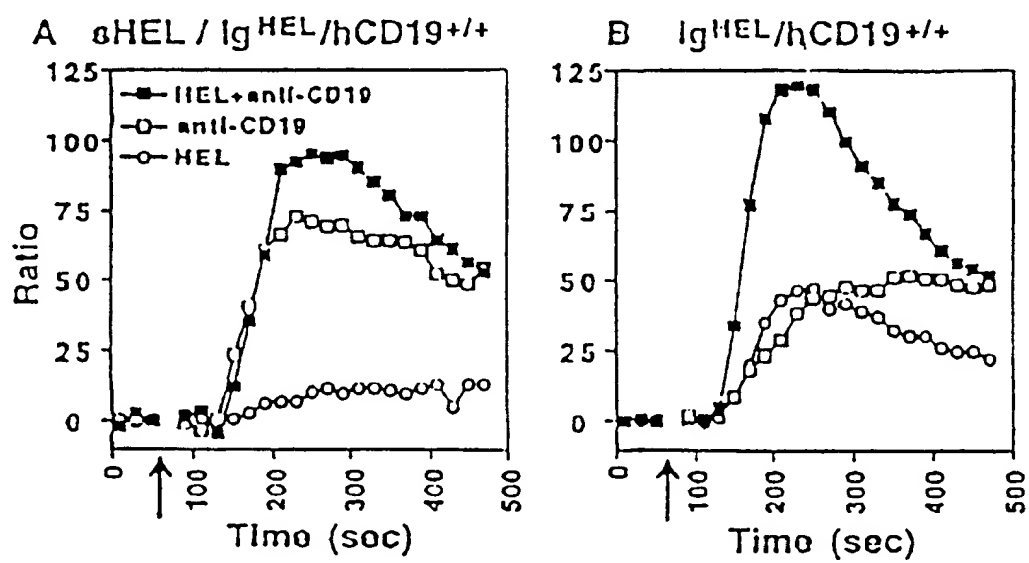 A sHEL / Ig^HEL/hCD19+/+
B Ig^HEL/hCD19+/+
HEL+anti-CD19
anti-CD19
HEL
Ratio
125
100
75
50
25
0
0 100 200 300 400 500
Timo (soc)
125
100
75
50
25
0
0 100 200 300 400 500
Timo (sec)